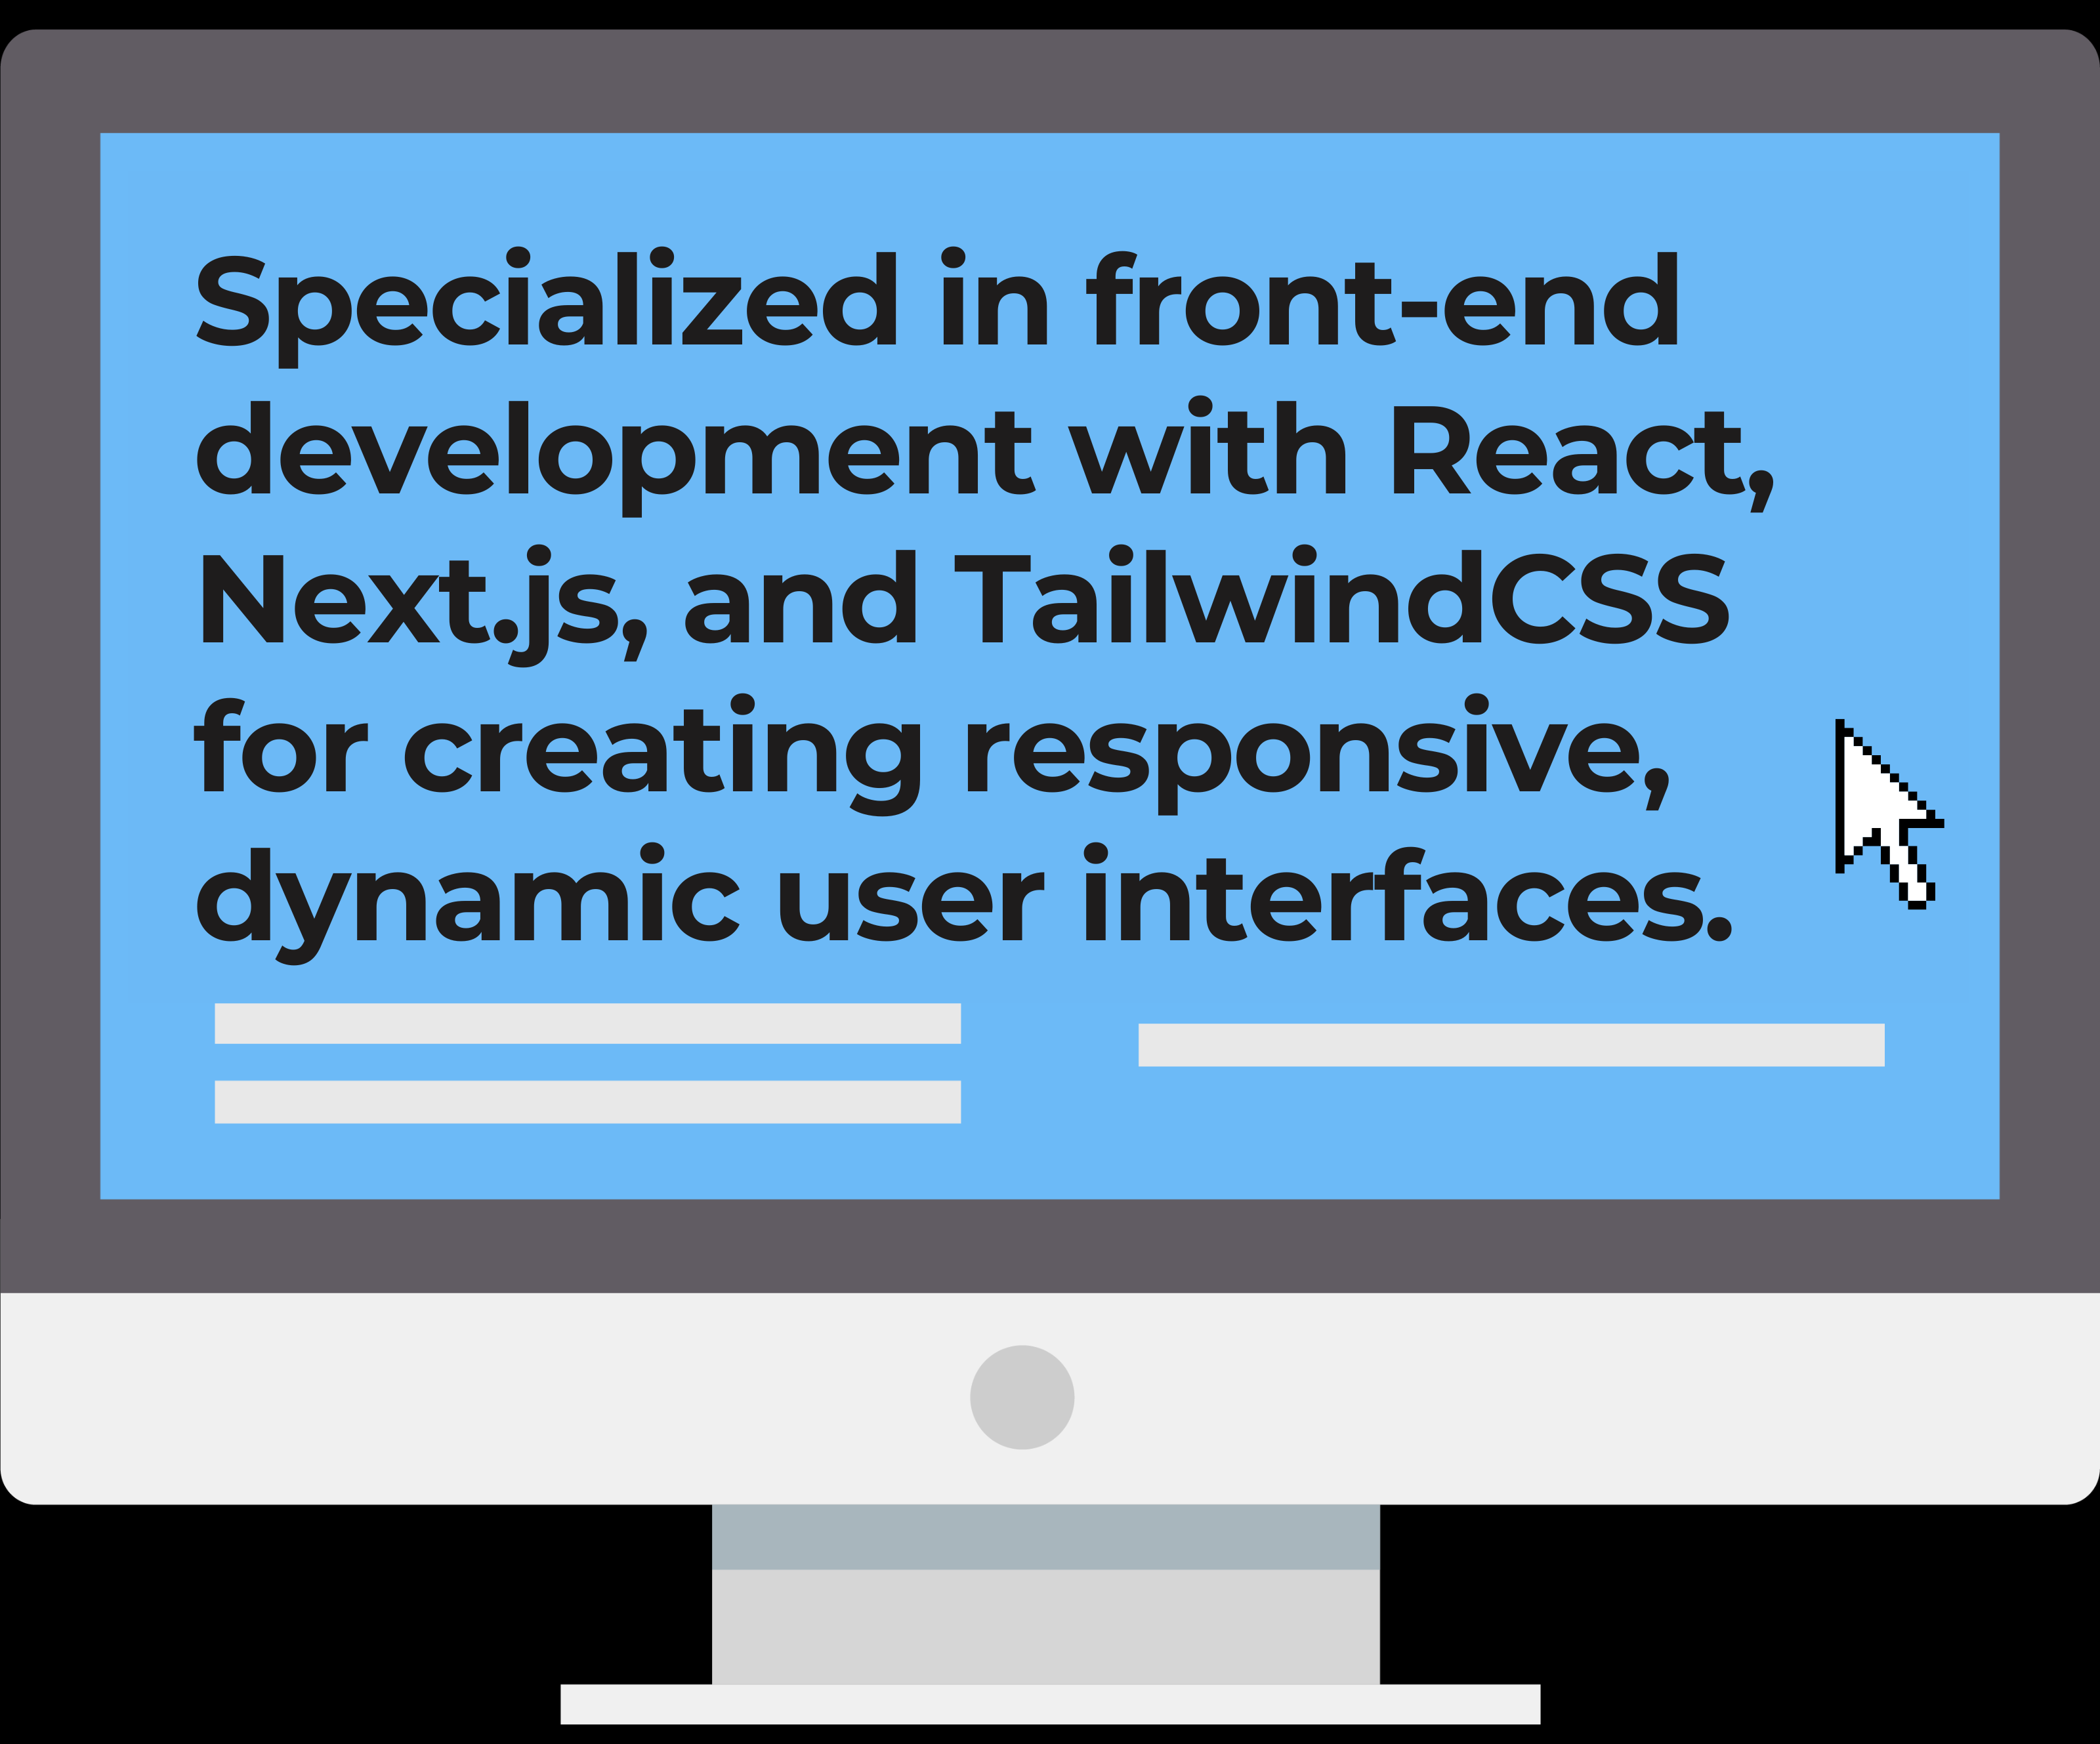 Specialized in front-end
development with React,
Next.js, and TailwindCSS
for creating responsive,
dynamic user interfaces.